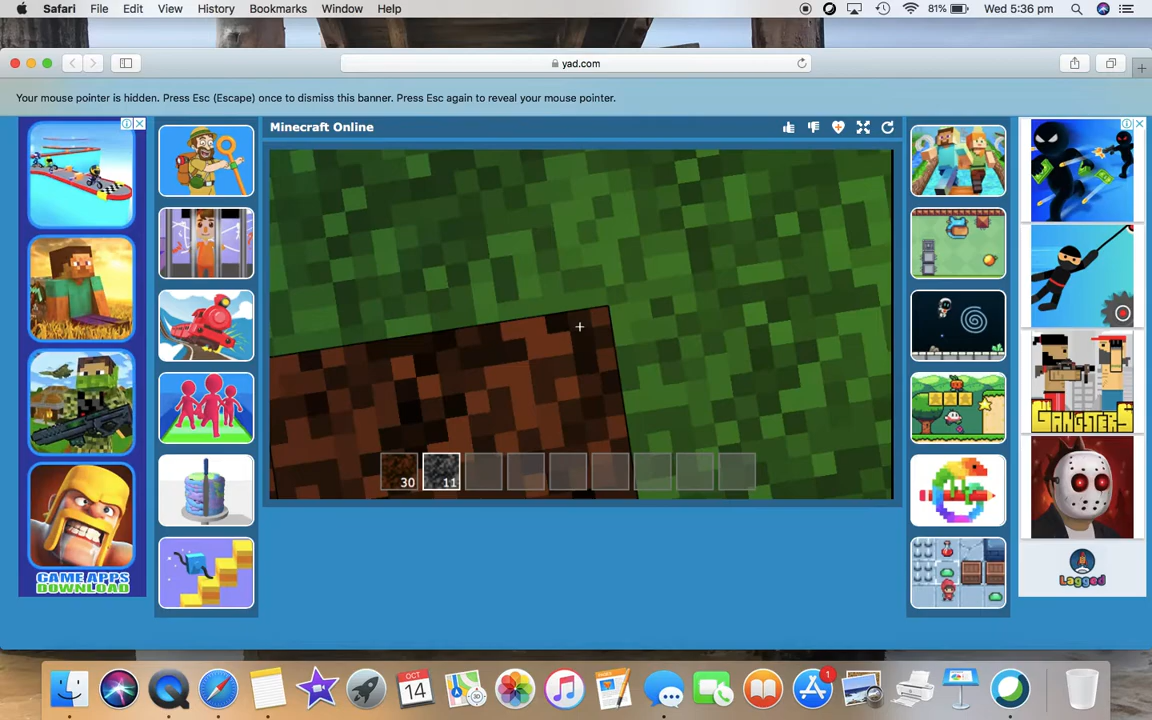 Safari File Edit View History Bookmarks Window Help 81% Wed 5:36 pm
yad.com
Your mouse pointer is hidden. Press Esc (Escape) once to dismiss this banner. Press Esc again to reveal your mouse pointer.
Minecraft Online
30 11
GANGSTERS
GAME APPS
DOWNLOAD
Lagged
OCT
14
1